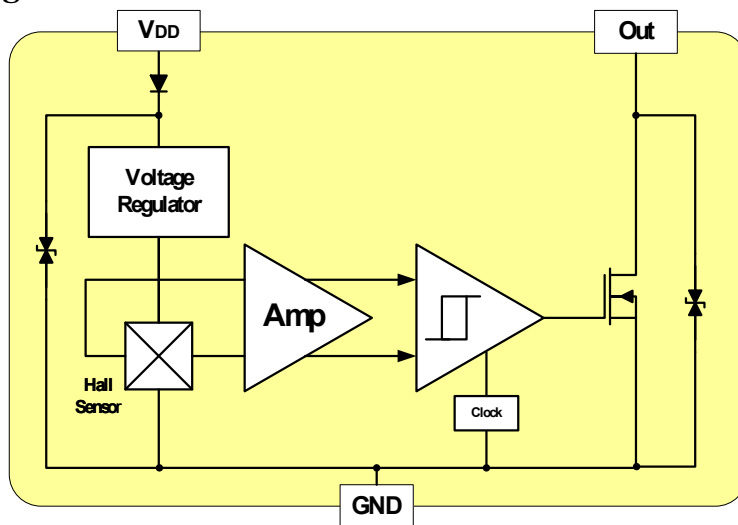 VDD
Out
Voltage
Regulator
Amp
Hall
Sensor
Clock
GND